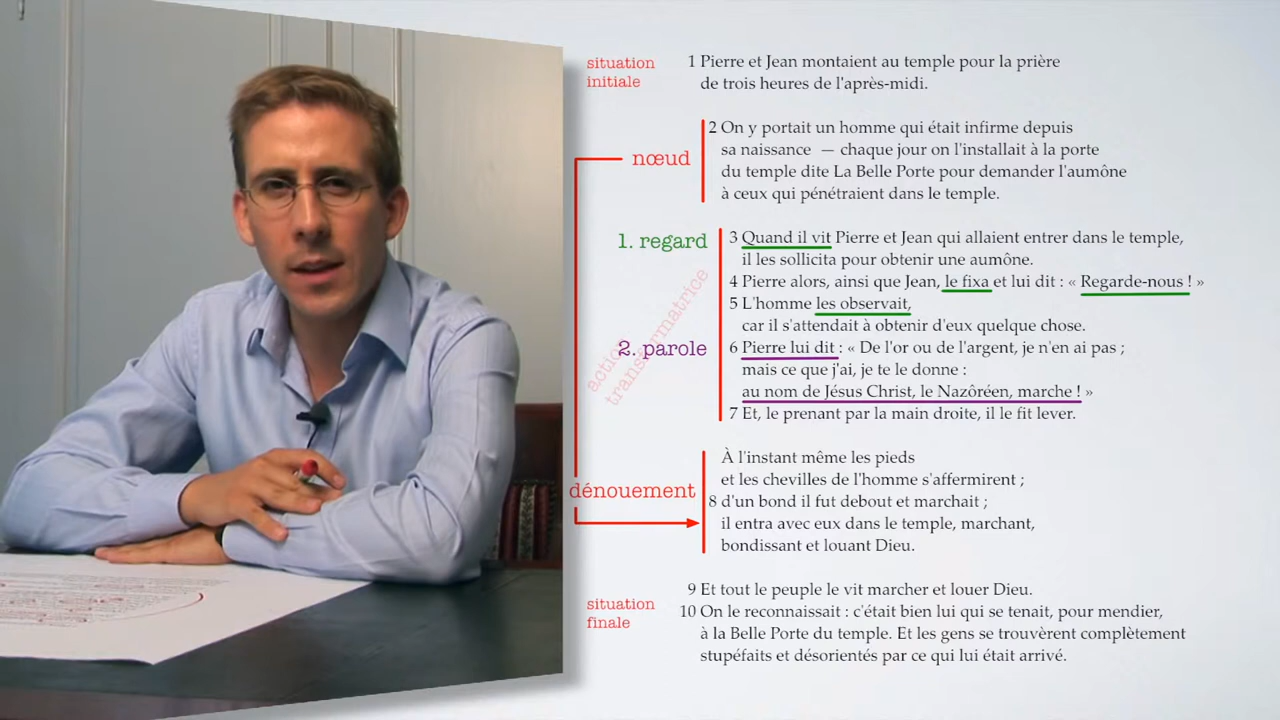 situation
initiale
1 Pierre et Jean montaient au temple pour la prière
de trois heures de l'après-midi.
nœud
2 On y portait un homme qui était infirme depuis
sa naissance — chaque jour on l'installait à la porte
du temple dite La Belle Porte pour demander l'aumône
à ceux qui pénétraient dans le temple.
1. regard
3 Quand il vit Pierre et Jean qui allaient entrer dans le temple,
il les sollicita pour obtenir une aumône.
4 Pierre alors, ainsi que Jean, le fixa et lui dit : « Regarde-nous ! »
5 L'homme les observait,
car il s'attendait à obtenir d'eux quelque chose.
action
transformatrice
2. parole
6 Pierre lui dit : « De l'or ou de l'argent, je n'en ai pas ;
mais ce que j'ai, je te le donne :
au nom de Jésus Christ, le Nazôréen, marche ! »
7 Et, le prenant par la main droite, il le fit lever.
dénouement
À l'instant même les pieds
et les chevilles de l'homme s'affermirent ;
8 d'un bond il fut debout et marchait ;
il entra avec eux dans le temple, marchant,
bondissant et louant Dieu.
situation
finale
9 Et tout le peuple le vit marcher et louer Dieu.
10 On le reconnaissait : c'était bien lui qui se tenait, pour mendier,
à la Belle Porte du temple. Et les gens se trouvèrent complètement
stupéfaits et désorientés par ce qui lui était arrivé.